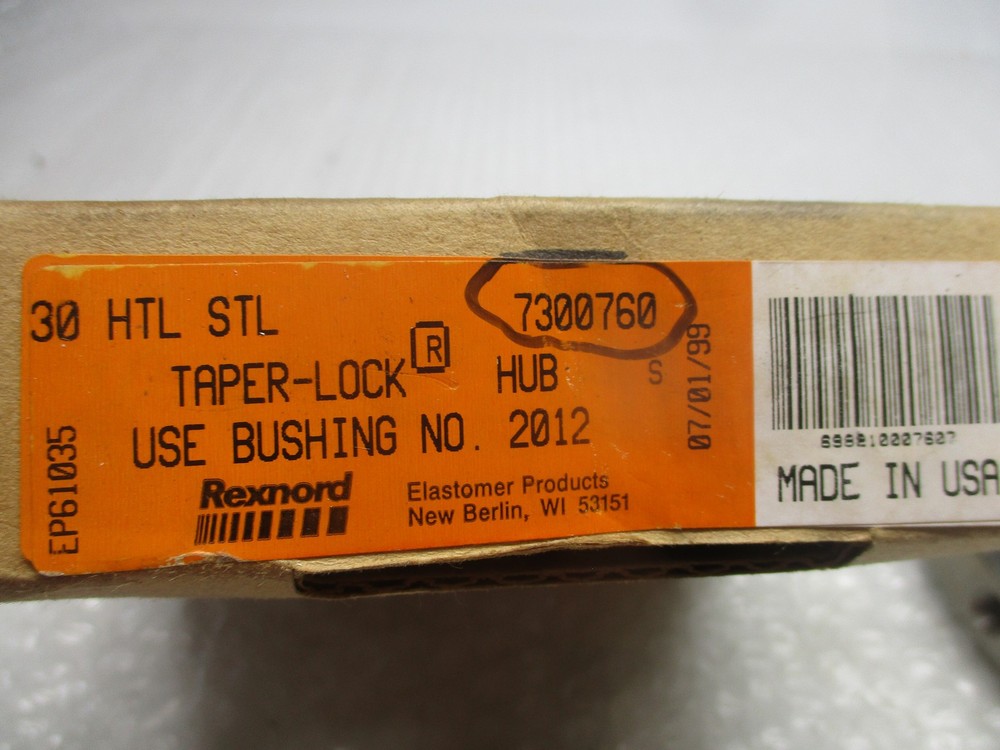 30 HTL STL 7300760
TAPER-LOCK® HUB S
USE BUSHING NO. 2012
Rexnord
Elastomer Products
New Berlin, WI 53151
EP61035
07/01/99
MADE IN USA